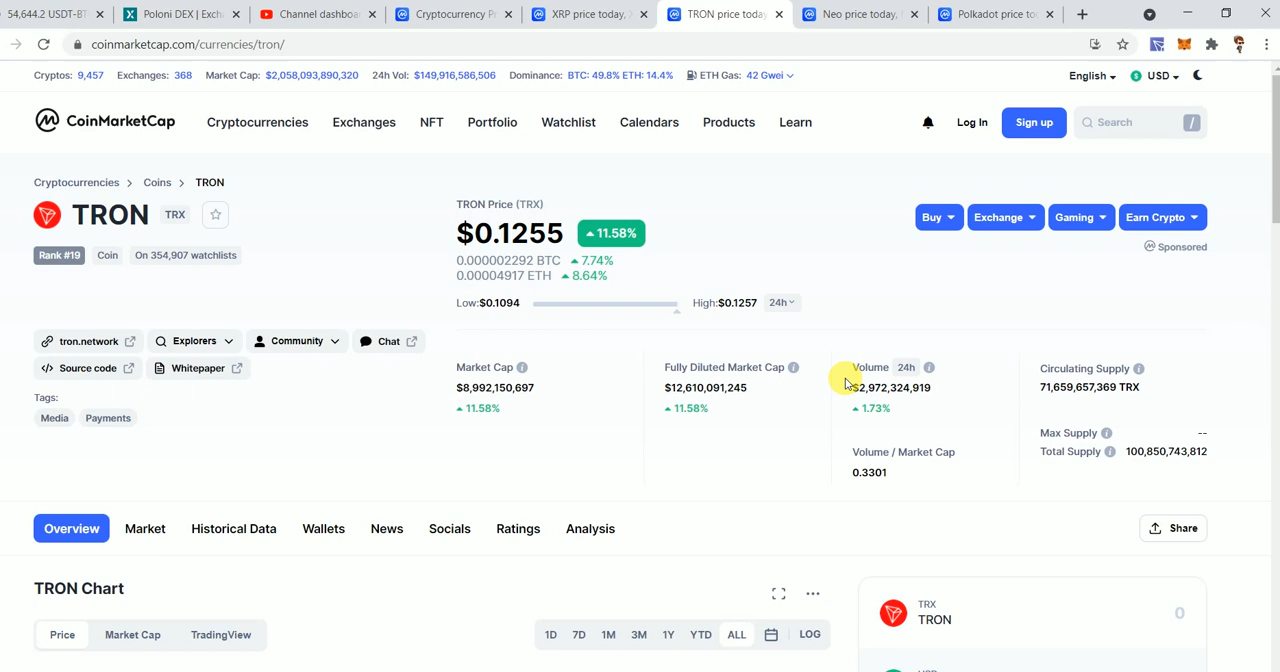 54,644.2 USDT-BT
Poloni DEX | Exch
Channel dashboa
Cryptocurrency P
XRP price today,
TRON price today
Neo price today,
Polkadot price to
coinmarketcap.com/currencies/tron/
Cryptos: 9,457 Exchanges: 368 Market Cap: $2,058,093,890,320 24h Vol: $149,916,586,506 Dominance: BTC: 49.8% ETH: 14.4% ETH Gas: 42 Gwei English USD
CoinMarketCap Cryptocurrencies Exchanges NFT Portfolio Watchlist Calendars Products Learn Log In Sign up Search /
Cryptocurrencies > Coins > TRON
TRON TRX
Rank #19 Coin On 354,907 watchlists
TRON Price (TRX)
$0.1255 11.58%
0.000002292 BTC 7.74%
0.00004917 ETH 8.64%
Low:$0.1094 High:$0.1257 24h
Buy Exchange Gaming Earn Crypto
Sponsored
tron.network Explorers Community Chat
Source code Whitepaper
Tags:
Media Payments
Market Cap
$8,992,150,697
11.58%
Fully Diluted Market Cap
$12,610,091,245
11.58%
Volume 24h
$2,972,324,919
1.73%
Volume / Market Cap
0.3301
Circulating Supply
71,659,657,369 TRX
Max Supply --
Total Supply 100,850,743,812
Overview Market Historical Data Wallets News Socials Ratings Analysis Share
TRON Chart
Price Market Cap TradingView 1D 7D 1M 3M 1Y YTD ALL LOG
TRX
TRON 0